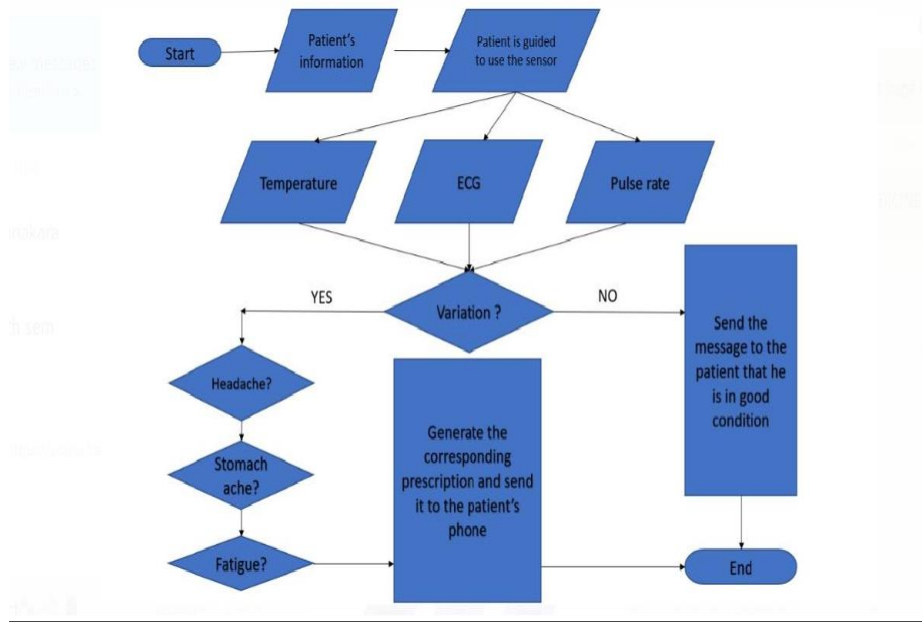 Start
Patient's
information
Patient is guided
to use the sensor
Temperature
ECG
Pulse rate
YES
Variation ?
NO
Headache?
Stomach
ache?
Fatigue?
Generate the
corresponding
prescription and send
it to the patient's
phone
Send the
message to the
patient that he
is in good
condition
End